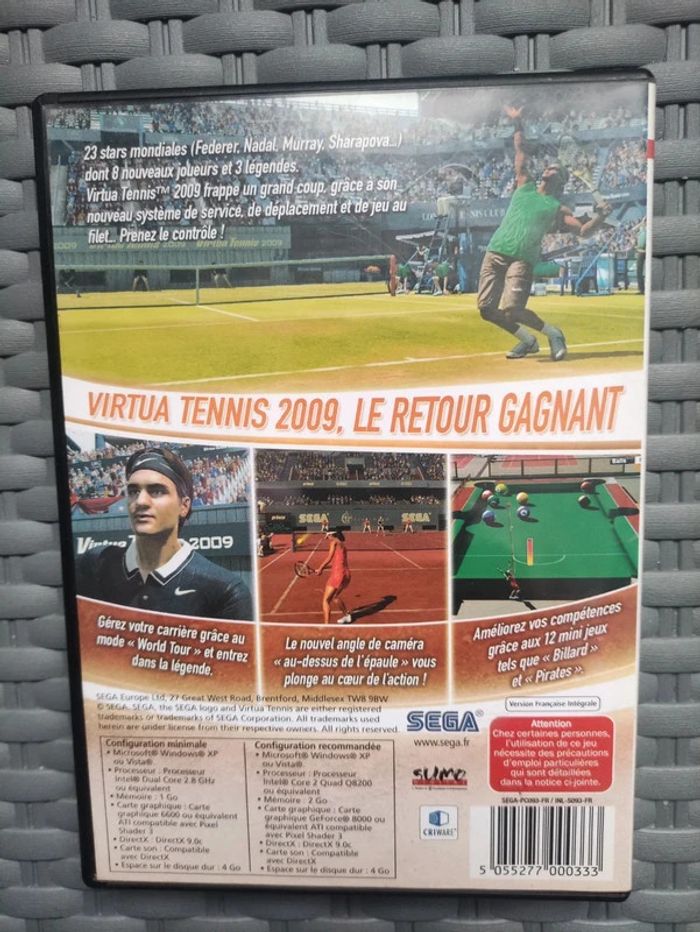 23 stars mondiales (Federer, Nadal, Murray, Sharapova...)
dont 8 nouveaux joueurs et 3 légendes.
Virtua Tennis™ 2009 frappe un grand coup, grâce à son
nouveau système de service, de déplacement et de jeu au
filet... Prenez le contrôle !
Virtua Tennis 2009
VIRTUA TENNIS 2009, LE RETOUR GAGNANT
2009
SEGA
SEGA
Gérez votre carrière grâce au
mode « World Tour » et entrez
dans la légende.
Le nouvel angle de caméra
« au-dessus de l'épaule » vous
plonge au cœur de l'action !
Améliorez vos compétences
grâce aux 12 mini jeux
tels que « Billard »
et « Pirates ».
SEGA Europe Ltd, 27 Great West Road, Brentford, Middlesex TW8 9BW
© SEGA. SEGA, the SEGA logo and Virtua Tennis are either registered
trademarks or trademarks of SEGA Corporation. All trademarks used
herein are under license from their respective owners. All rights reserved.
SEGA®
www.sega.fr
SUMO
CRIWARE
Version Française Intégrale
Attention
Chez certaines personnes,
l'utilisation de ce jeu
nécessite des précautions
d'emploi particulières
qui sont détaillées
dans la notice ci-jointe.
Configuration minimale
• Microsoft® Windows® XP
ou Vista®.
• Processeur : Processeur
Intel® Dual Core 2.8 GHz
ou équivalent
• Mémoire : 1 Go
• Carte graphique : Carte
graphique 6600 ou équivalent
ATI compatible avec Pixel
Shader 3
• DirectX : DirectX 9.0c
• Carte son : Compatible
avec DirectX
• Espace sur le disque dur : 4 Go
Configuration recommandée
• Microsoft® Windows® XP
ou Vista®.
• Processeur : Processeur
Intel® Core 2 Quad Q8200
ou équivalent
• Mémoire : 2 Go
• Carte graphique : Carte
graphique GeForce® 8000 ou
équivalent ATI compatible
avec Pixel Shader 3
• DirectX : DirectX® 9.0c
• Carte son : Compatible
avec DirectX
• Espace sur le disque dur : 4 Go
SEGA-PC093-FR / INL-S093-FR
5 055277 000333